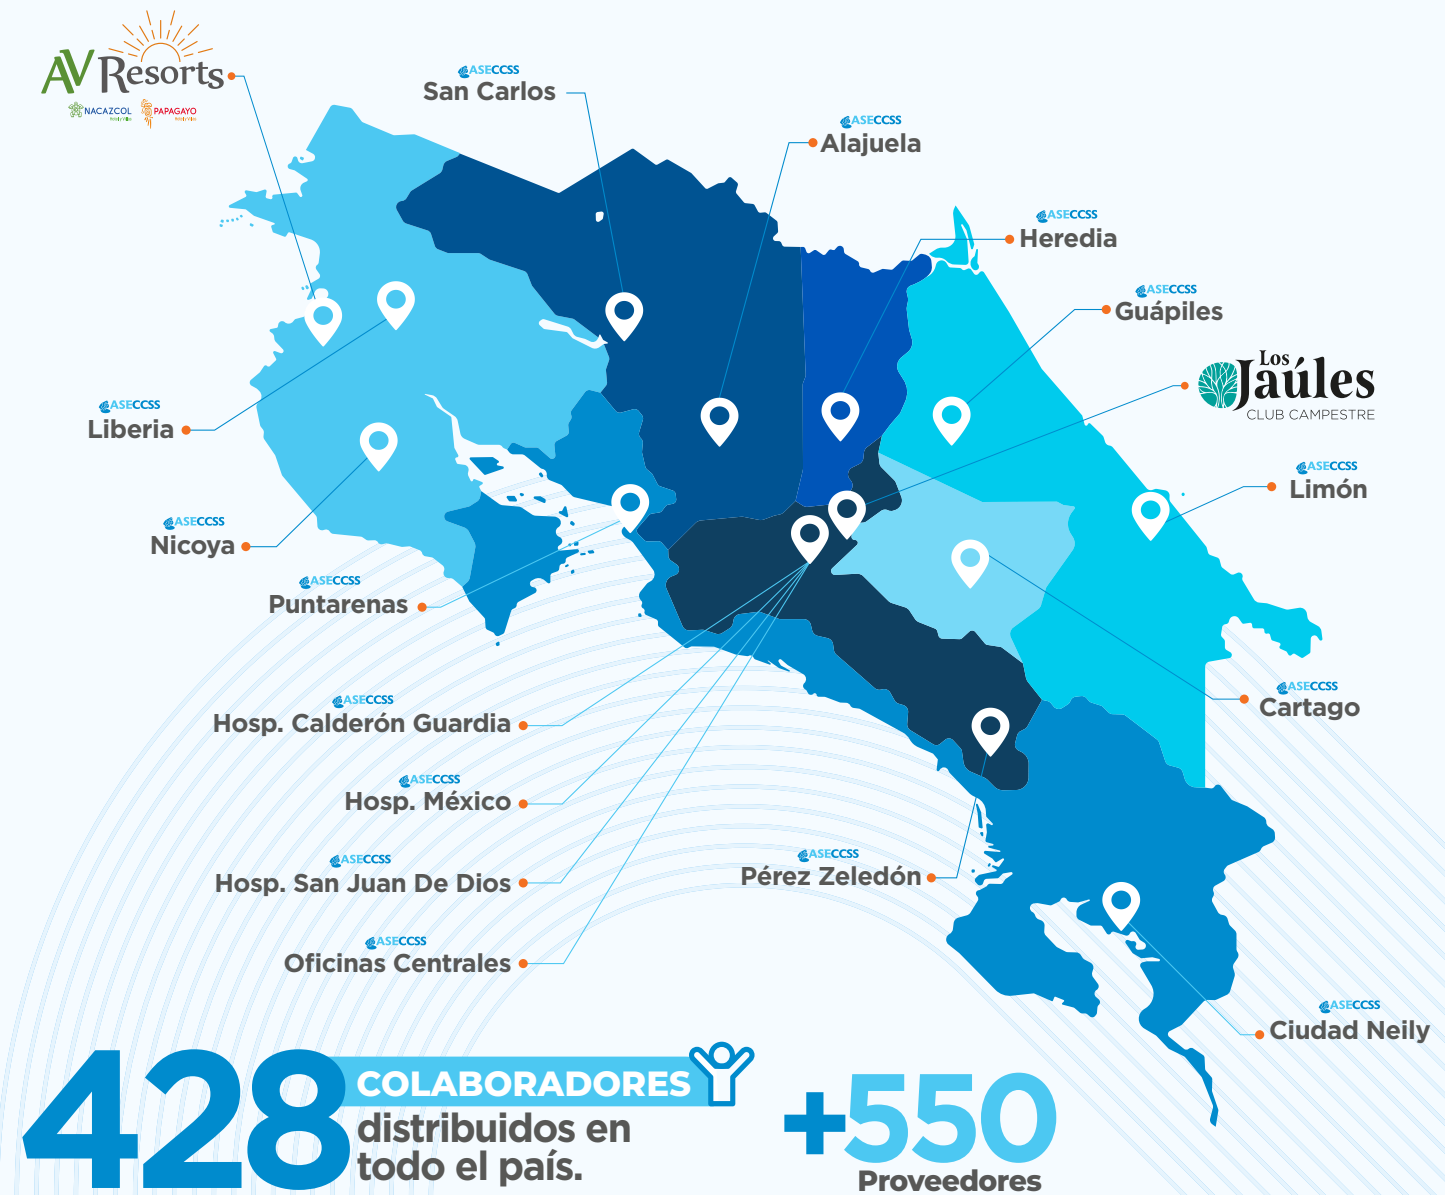 AV Resorts
NACAZCOL
PAPAGAYO
ASECCSS
San Carlos
ASECCSS
Alajuela
ASECCSS
Heredia
ASECCSS
Guápiles
Los
Jaúles
CLUB CAMPESTRE
ASECCSS
Liberia
ASECCSS
Limón
ASECCSS
Nicoya
ASECCSS
Puntarenas
ASECCSS
Cartago
ASECCSS
Hosp. Calderón Guardia
ASECCSS
Hosp. México
ASECCSS
Hosp. San Juan De Dios
ASECCSS
Pérez Zeledón
ASECCSS
Oficinas Centrales
ASECCSS
Ciudad Neily
428
COLABORADORES
distribuidos en
todo el país.
+550
Proveedores